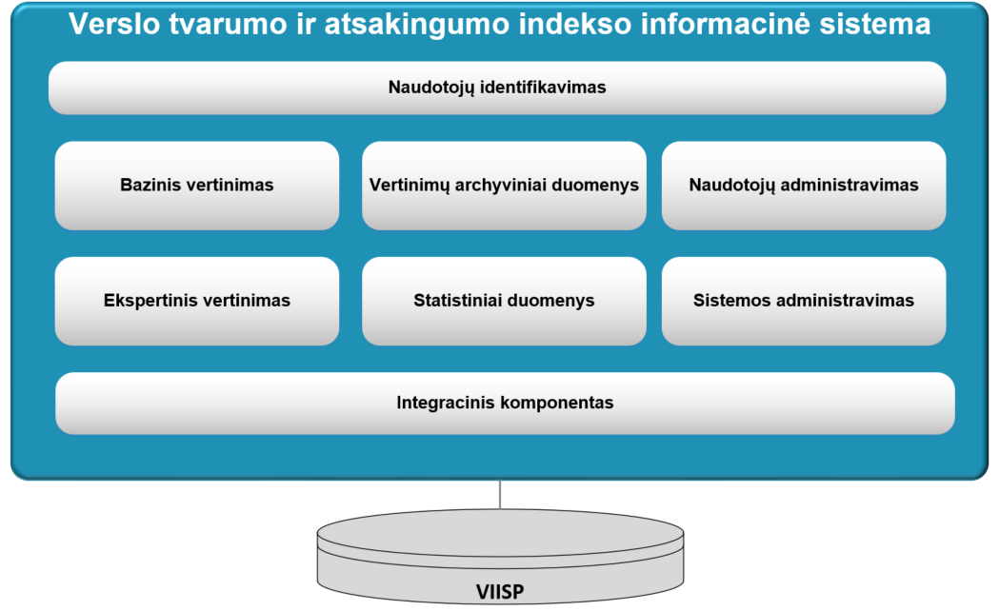 Verslo tvarumo ir atsakingumo indekso informacinė sistema
Naudotojų identifikavimas
Bazinis vertinimas
Vertinimų archyviniai duomenys
Naudotojų administravimas
Ekspertinis vertinimas
Statistiniai duomenys
Sistemos administravimas
Integracinis komponentas
VIISP